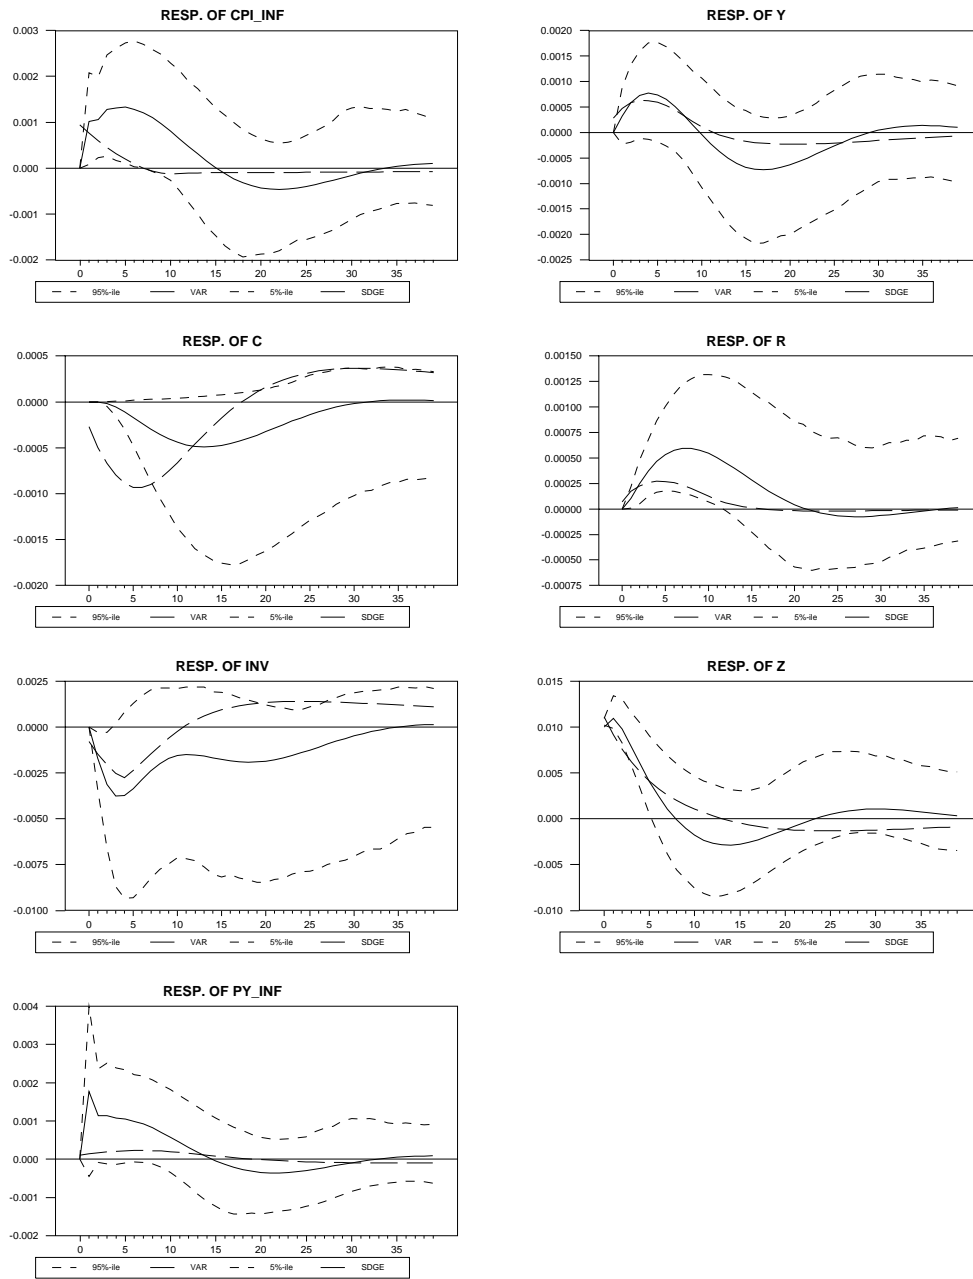 RESP. OF CPI_INF
0.003
0.002
0.001
0.000
-0.001
-0.002
0 5 10 15 20 25 30 35
95%-ile VAR 5%-ile SDGE
RESP. OF Y
0.0020
0.0015
0.0010
0.0005
0.0000
-0.0005
-0.0010
-0.0015
-0.0020
-0.0025
0 5 10 15 20 25 30 35
95%-ile VAR 5%-ile SDGE
RESP. OF C
0.0005
0.0000
-0.0005
-0.0010
-0.0015
-0.0020
0 5 10 15 20 25 30 35
95%-ile VAR 5%-ile SDGE
RESP. OF R
0.00150
0.00125
0.00100
0.00075
0.00050
0.00025
0.00000
-0.00025
-0.00050
-0.00075
0 5 10 15 20 25 30 35
95%-ile VAR 5%-ile SDGE
RESP. OF INV
0.0025
0.0000
-0.0025
-0.0050
-0.0075
-0.0100
0 5 10 15 20 25 30 35
95%-ile VAR 5%-ile SDGE
RESP. OF Z
0.015
0.010
0.005
0.000
-0.005
-0.010
0 5 10 15 20 25 30 35
95%-ile VAR 5%-ile SDGE
RESP. OF PY_INF
0.004
0.003
0.002
0.001
0.000
-0.001
-0.002
0 5 10 15 20 25 30 35
95%-ile VAR 5%-ile SDGE